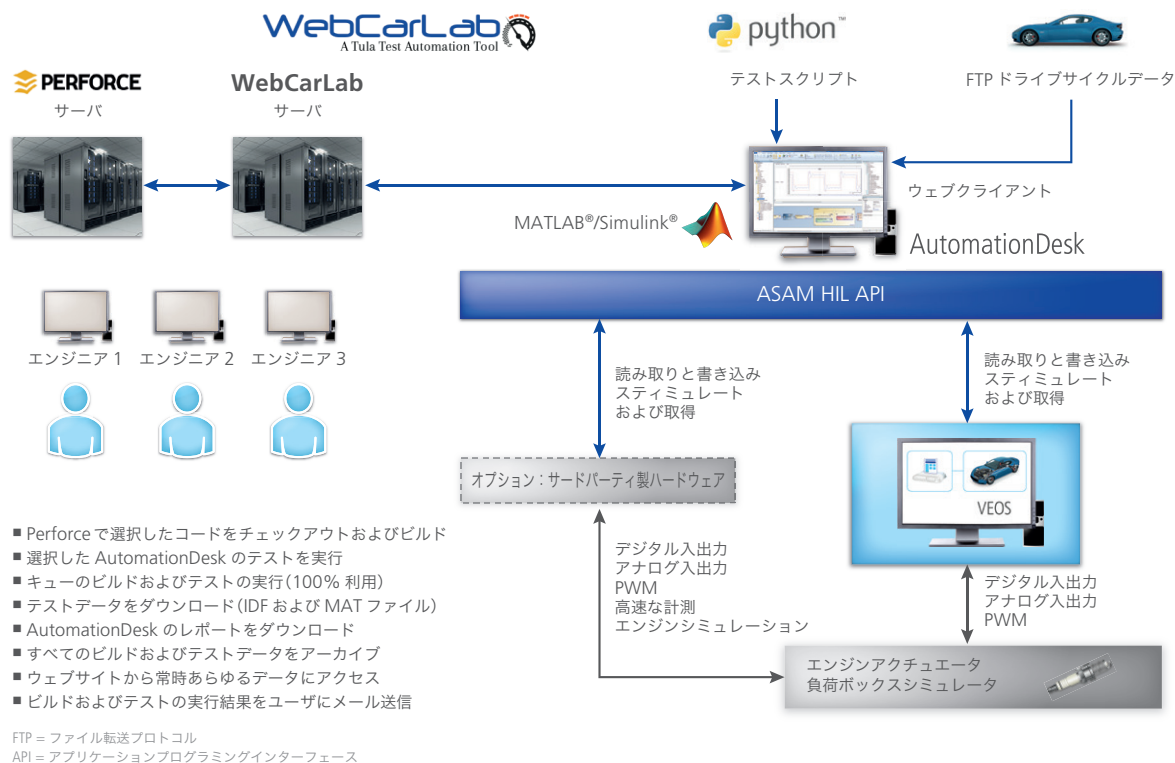 WebCarLab
A Tula Test Automation Tool
python™
PERFORCE
サーバ
WebCarLab
サーバ
テストスクリプト
FTP ドライブサイクルデータ
ウェブクライアント
MATLAB®/Simulink®
AutomationDesk
ASAM HIL API
エンジニア 1
エンジニア 2
エンジニア 3
読み取りと書き込み
スティミュレート
および取得
読み取りと書き込み
スティミュレート
および取得
オプション：サードパーティ製ハードウェア
VEOS
デジタル入出力
アナログ入出力
PWM
高速な計測
エンジンシミュレーション
デジタル入出力
アナログ入出力
PWM
エンジンアクチュエータ
負荷ボックスシミュレータ
■ Perforce で選択したコードをチェックアウトおよびビルド
■ 選択した AutomationDesk のテストを実行
■ キューのビルドおよびテストの実行（100% 利用）
■ テストデータをダウンロード（IDF および MAT ファイル）
■ AutomationDesk のレポートをダウンロード
■ すべてのビルドおよびテストデータをアーカイブ
■ ウェブサイトから常時あらゆるデータにアクセス
■ ビルドおよびテストの実行結果をユーザにメール送信
FTP = ファイル転送プロトコル
API = アプリケーションプログラミングインターフェース